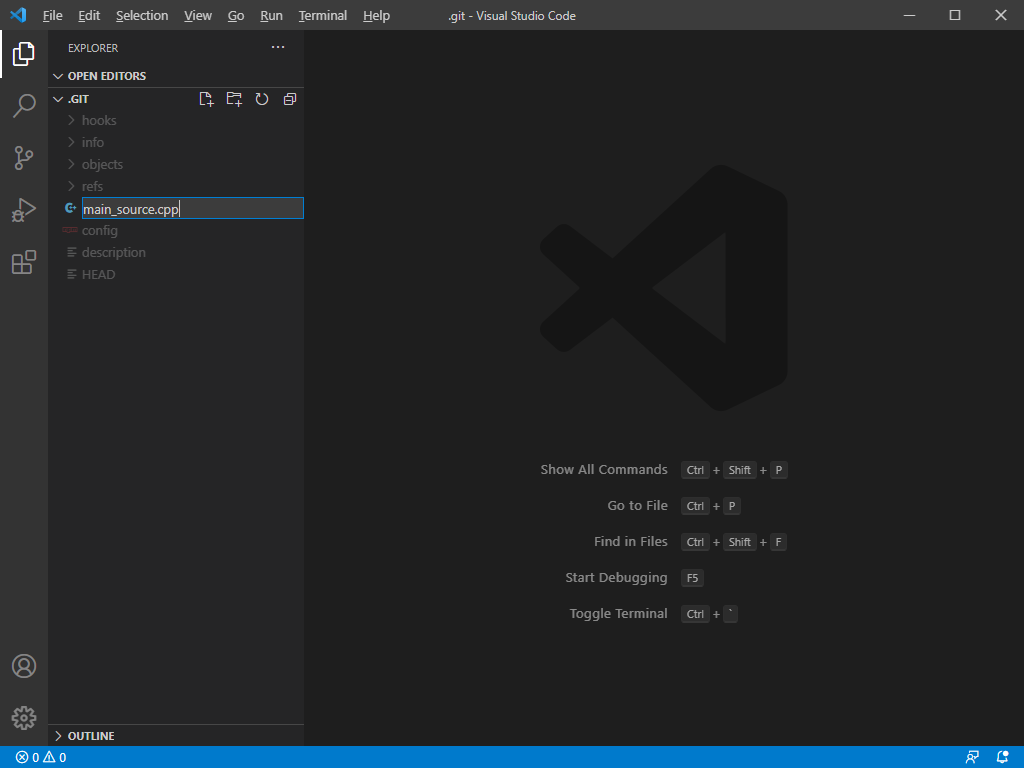 File Edit Selection View Go Run Terminal Help .git - Visual Studio Code
EXPLORER
OPEN EDITORS
.GIT
hooks
info
objects
refs
main_source.cpp
config
description
HEAD
Show All Commands Ctrl + Shift + P
Go to File Ctrl + P
Find in Files Ctrl + Shift + F
Start Debugging F5
Toggle Terminal Ctrl + `
OUTLINE
0 0